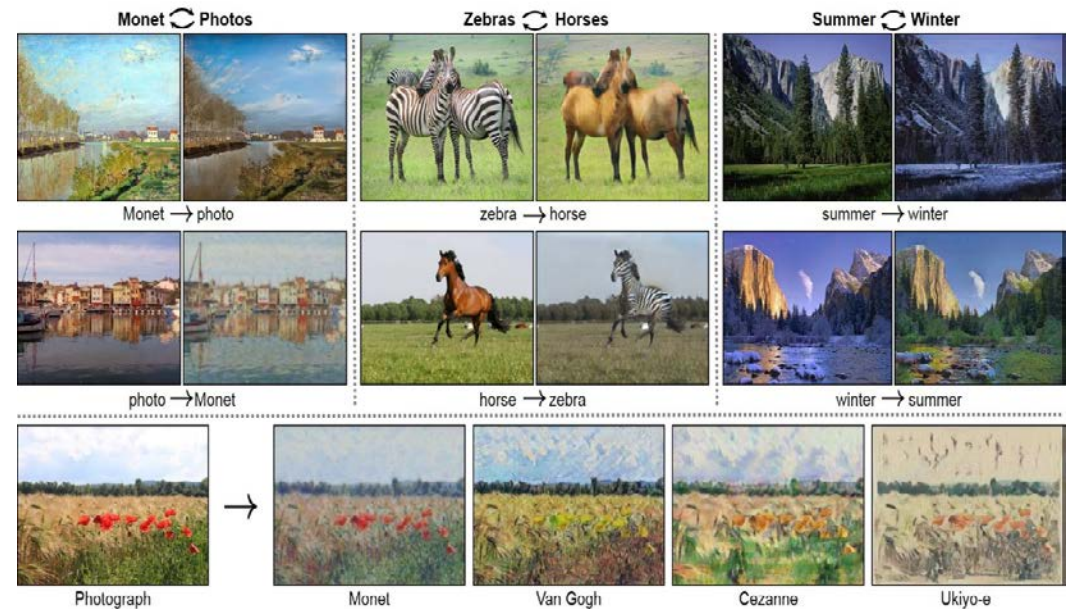 Monet Photos
Zebras Horses
Summer Winter
Monet → photo
zebra → horse
summer → winter
photo → Monet
horse → zebra
winter → summer
→
Photograph
Monet
Van Gogh
Cezanne
Ukiyo-e